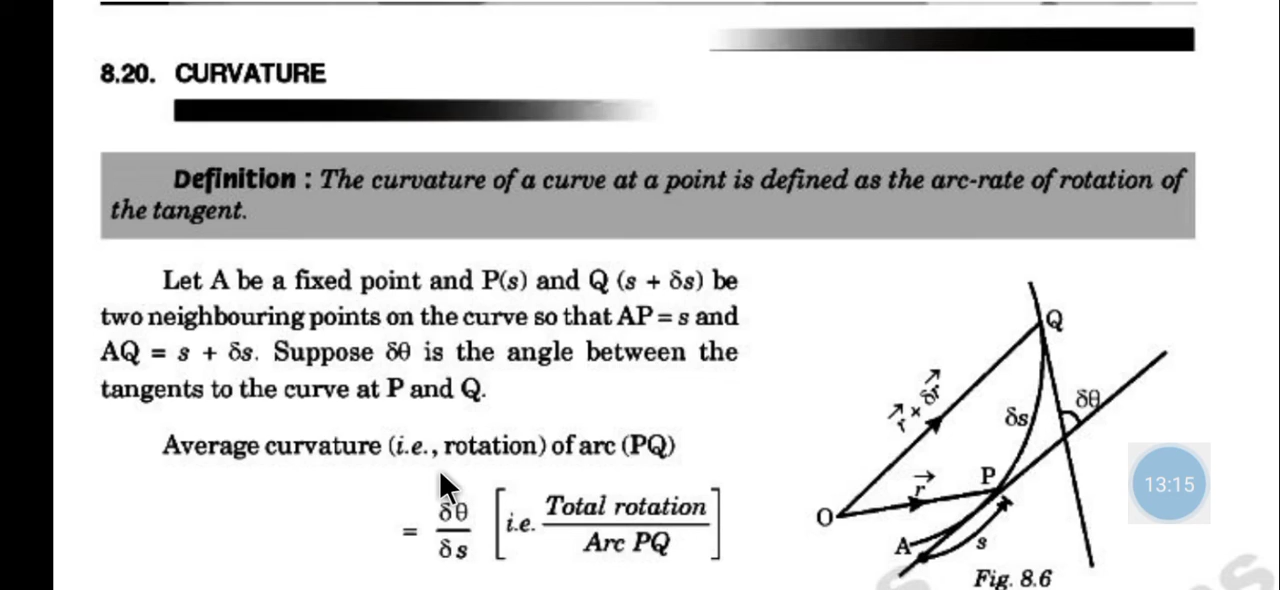 8.20. CURVATURE
Definition : The curvature of a curve at a point is defined as the arc-rate of rotation of
the tangent.
Let A be a fixed point and P(s) and Q (s + δs) be
two neighbouring points on the curve so that AP = s and
AQ = s + δs. Suppose δθ is the angle between the
tangents to the curve at P and Q.
Average curvature (i.e., rotation) of arc (PQ)
= δθ/δs [i.e. Total rotation/Arc PQ]
Q
r⃗ + δr⃗
δs
δθ
P
r⃗
O
A
s
Fig. 8.6
13:15